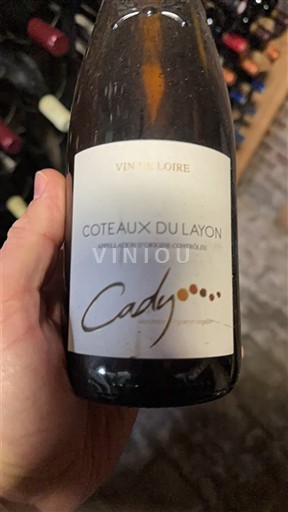 VIN DE LOIRE
COTEAUX DU LAYON
APPELLATION D'ORIGINE CONTRÔLÉE
VINIOU
Cady